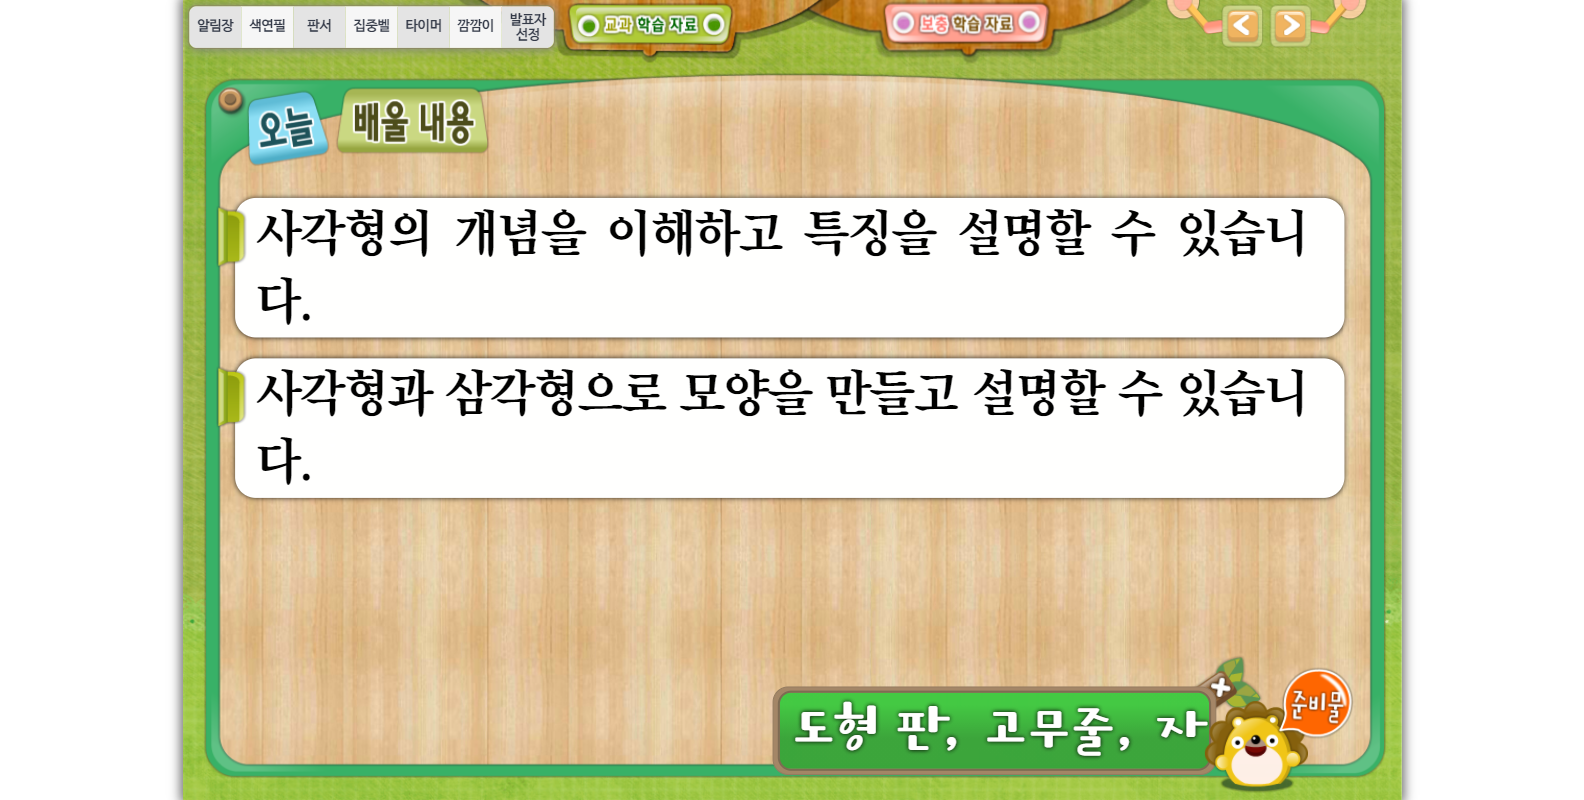 알림장 색연필 판서 집중벨 타이머 깜깜이 발표자
선정
교과 학습 자료
보충 학습 자료
오늘 배울 내용
사각형의 개념을 이해하고 특징을 설명할 수 있습니
다.
사각형과 삼각형으로 모양을 만들고 설명할 수 있습니
다.
준비물
도형 판, 고무줄, 자